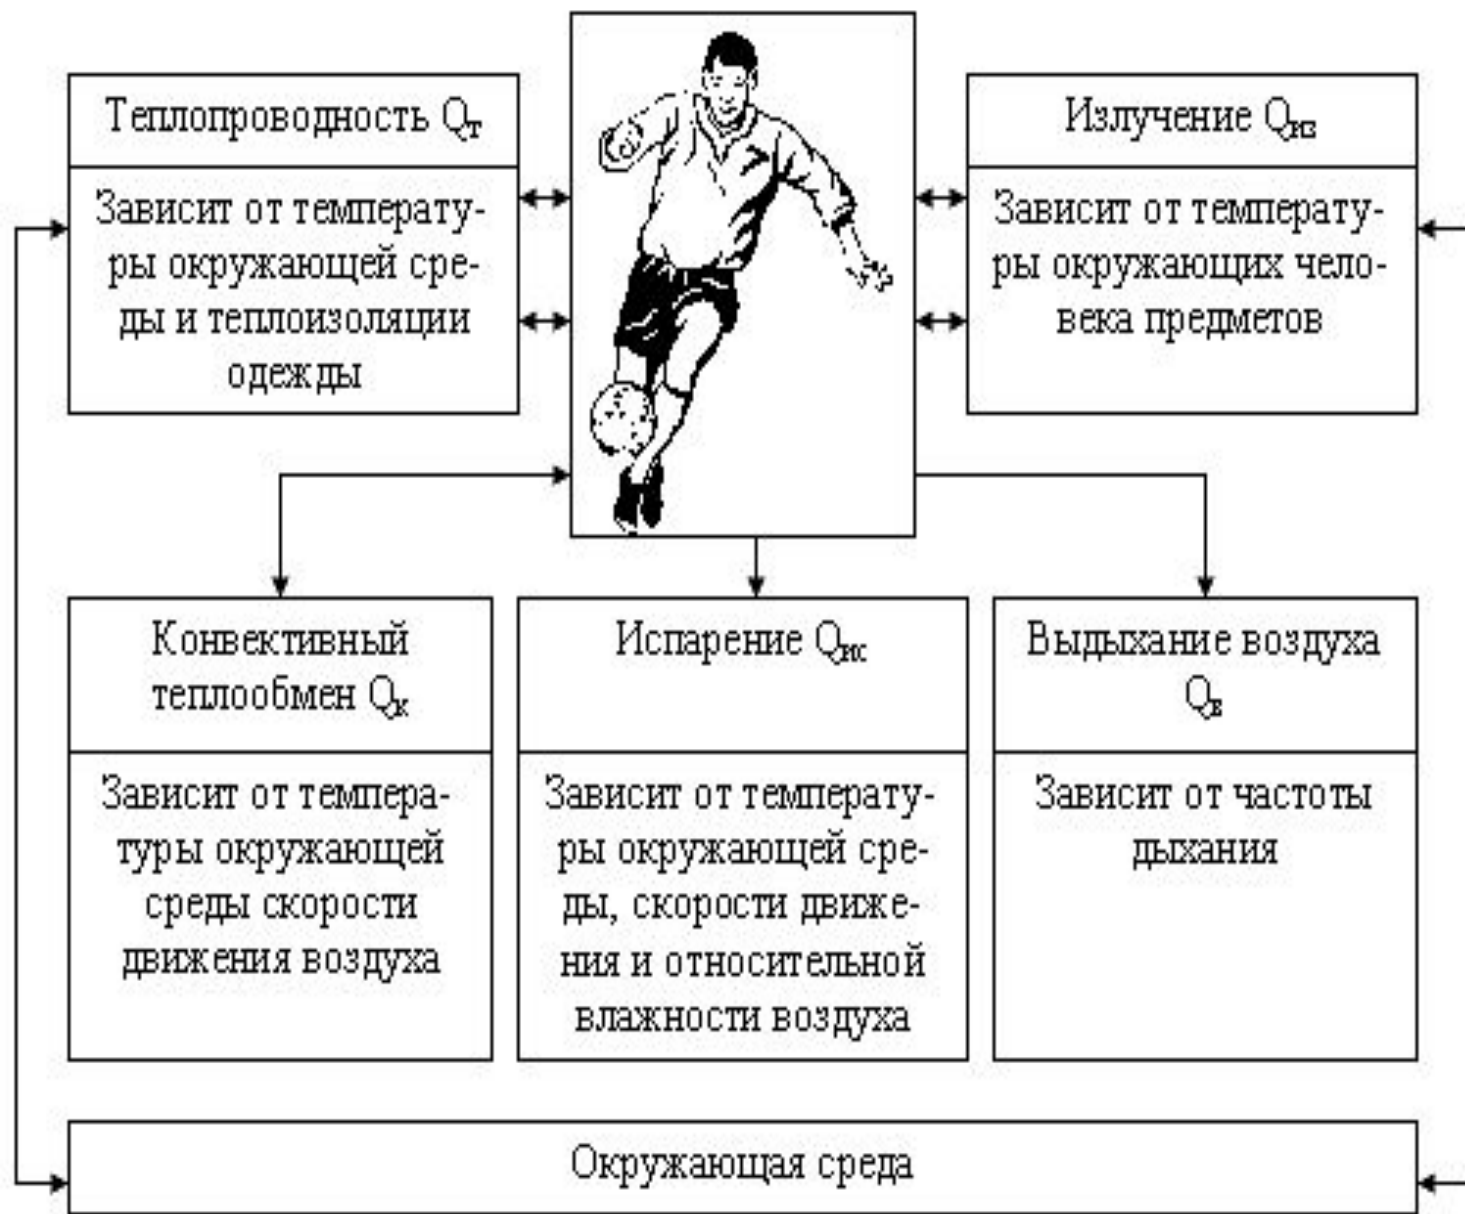 Теплопроводность Qт
Зависит от температу-
ры окружающей сре-
ды и теплоизоляции
одежды
Излучение Qиз
Зависит от температу-
ры окружающих чело-
века предметов
Конвективный
теплообмен Qк
Зависит от темпера-
туры окружающей
среды скорости
движения воздуха
Испарение Qис
Зависит от температу-
ры окружающей сре-
ды, скорости движе-
ния и относительной
влажности воздуха
Выдыхание воздуха
Qв
Зависит от частоты
дыхания
Окружающая среда